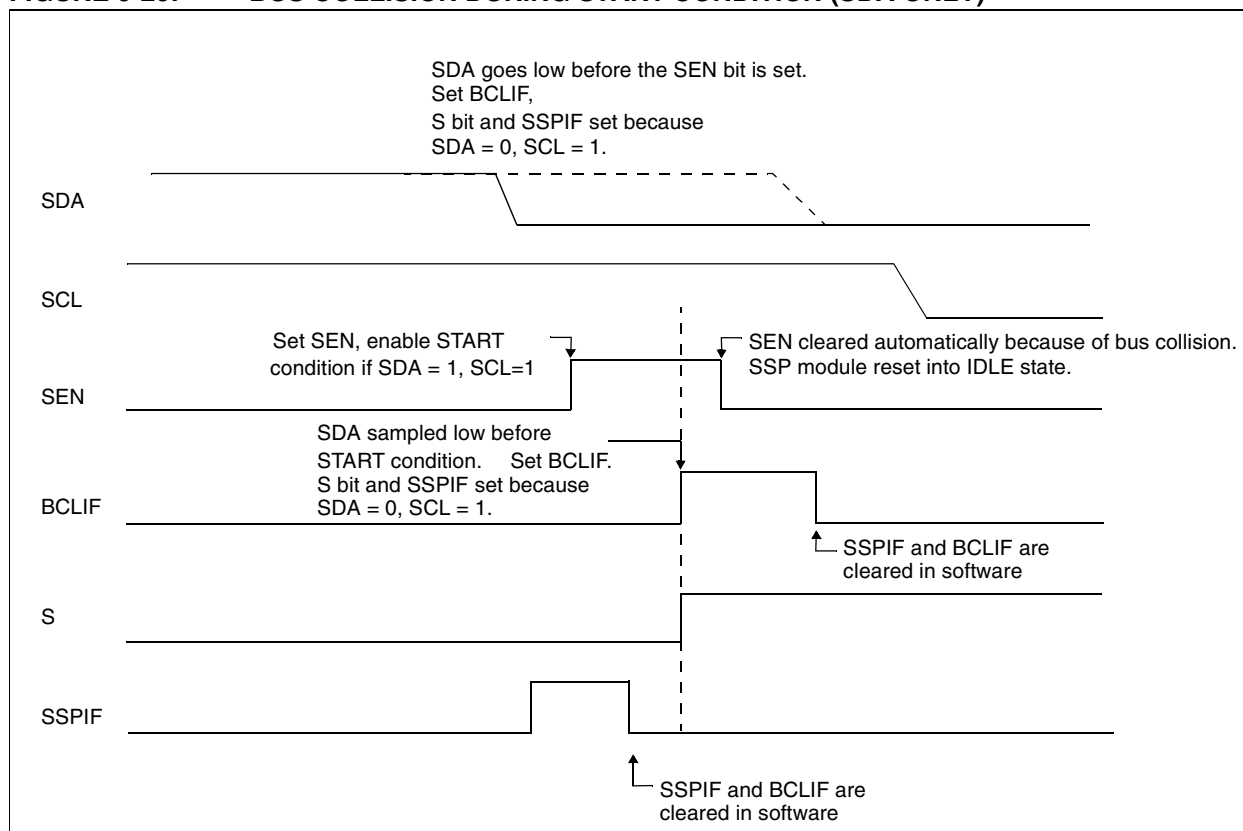 SDA goes low before the SEN bit is set.
Set BCLIF,
S bit and SSPIF set because
SDA = 0, SCL = 1.
SDA
SCL
Set SEN, enable START
condition if SDA = 1, SCL=1
SEN cleared automatically because of bus collision.
SSP module reset into IDLE state.
SEN
SDA sampled low before
START condition. Set BCLIF.
S bit and SSPIF set because
SDA = 0, SCL = 1.
BCLIF
SSPIF and BCLIF are
cleared in software
S
SSPIF
SSPIF and BCLIF are
cleared in software